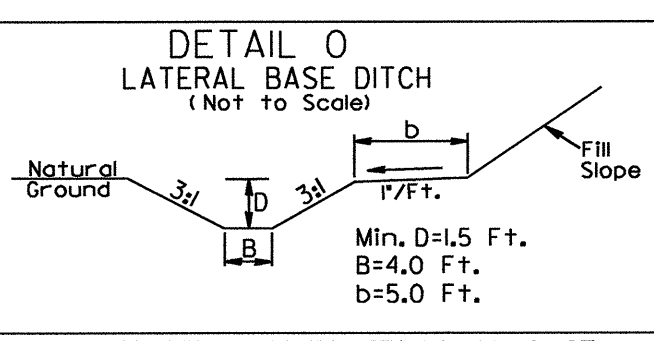 DETAIL O
LATERAL BASE DITCH
(Not to Scale)
b
Natural
Ground
3:1
D
3:1
1"/Ft.
Fill
Slope
B
Min. D=1.5 Ft.
B=4.0 Ft.
b=5.0 Ft.